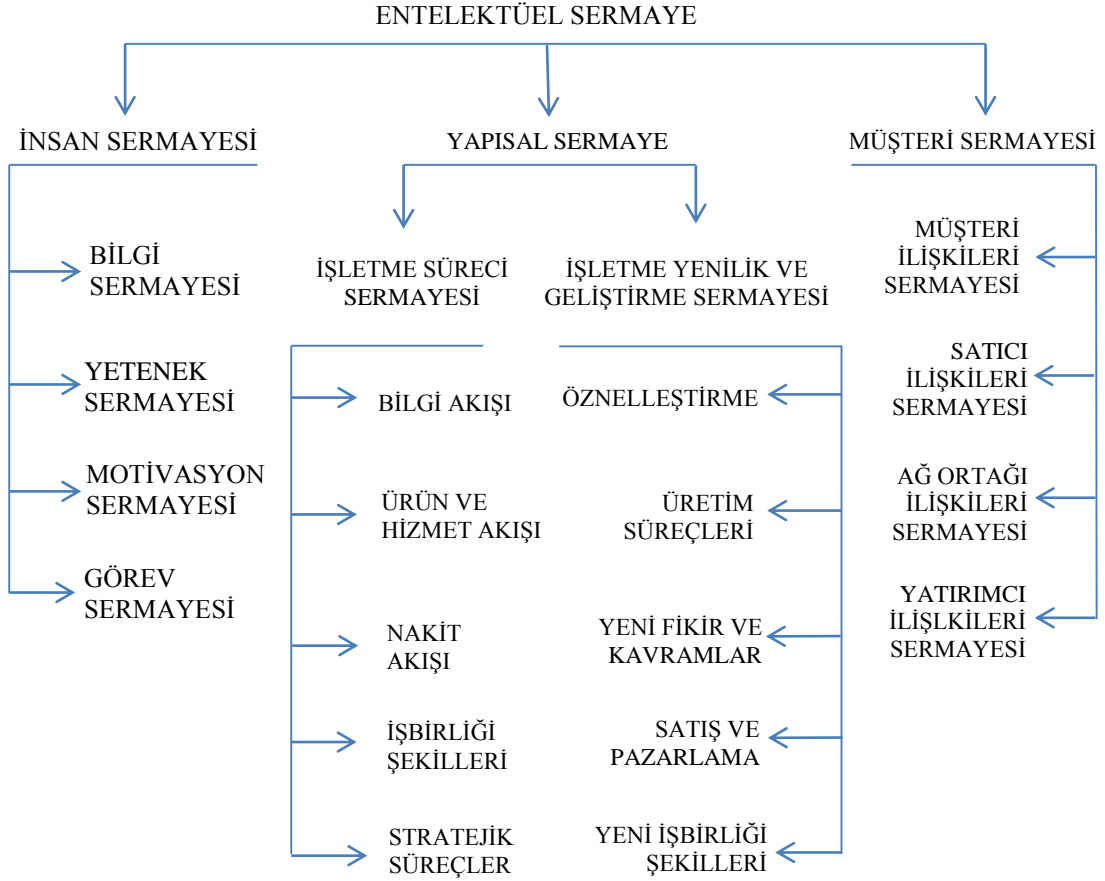 ENTELEKTÜEL SERMAYE
İNSAN SERMAYESİ
BİLGİ
SERMAYESİ
YETENEK
SERMAYESİ
MOTİVASYON
SERMAYESİ
GÖREV
SERMAYESİ
YAPISAL SERMAYE
İŞLETME SÜRECİ
SERMAYESİ
BİLGİ AKIŞI
ÜRÜN VE
HİZMET AKIŞI
NAKİT
AKIŞI
İŞBİRLİĞİ
ŞEKİLLERİ
STRATEJİK
SÜREÇLER
İŞLETME YENİLİK VE
GELİŞTİRME SERMAYESİ
ÖZNELLEŞTİRME
ÜRETİM
SÜREÇLERİ
YENİ FİKİR VE
KAVRAMLAR
SATIŞ VE
PAZARLAMA
YENİ İŞBİRLİĞİ
ŞEKİLLERİ
MÜŞTERİ SERMAYESİ
MÜŞTERİ
İLİŞKİLERİ
SERMAYESİ
SATICI
İLİŞKİLERİ
SERMAYESİ
AĞ ORTAĞI
İLİŞKİLERİ
SERMAYESİ
YATIRIMCI
İLİŞLKİLERİ
SERMAYESİ